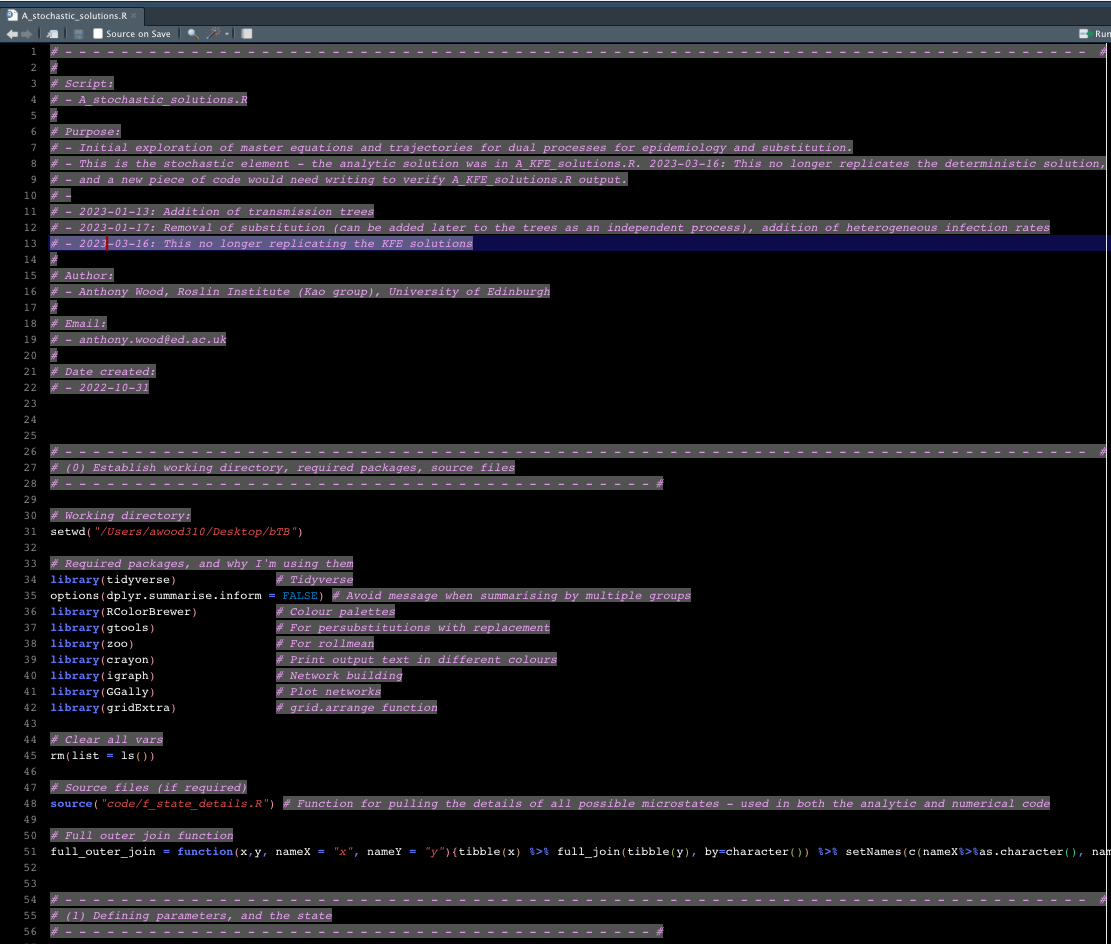 A_stochastic_solutions.R ×
Source on Save Run
1 # - - - - - - - - - - - - - - - - - - - - - - - - - - - - - - - - - - - - - - - - - - - - - - - - - - - - - - - - - - - - - - - - - - - - - - - - - #
2 #
3 # Script:
4 # - A_stochastic_solutions.R
5 #
6 # Purpose:
7 # - Initial exploration of master equations and trajectories for dual processes for epidemiology and substitution.
8 # - This is the stochastic element - the analytic solution was in A_KFE_solutions.R. 2023-03-16: This no longer replicates the deterministic solution,
9 # - and a new piece of code would need writing to verify A_KFE_solutions.R output.
10 # -
11 # - 2023-01-13: Addition of transmission trees
12 # - 2023-01-17: Removal of substitution (can be added later to the trees as an independent process), addition of heterogeneous infection rates
13 # - 2023-03-16: This no longer replicating the KFE solutions
14 #
15 # Author:
16 # - Anthony Wood, Roslin Institute (Kao group), University of Edinburgh
17 #
18 # Email:
19 # - anthony.wood@ed.ac.uk
20 #
21 # Date created:
22 # - 2022-10-31
23
24
25
26 # - - - - - - - - - - - - - - - - - - - - - - - - - - - - - - - - - - - - - - - - - - - - - - - - - - - - - - - - - - - - - - - - - - - - - - - - - #
27 # (0) Establish working directory, required packages, source files
28 # - - - - - - - - - - - - - - - - - - - - - - - - - - - - - - - - - - - - - - - - - - #
29
30 # Working directory:
31 setwd("/Users/awood310/Desktop/bTB")
32
33 # Required packages, and why I'm using them
34 library(tidyverse) # Tidyverse
35 options(dplyr.summarise.inform = FALSE) # Avoid message when summarising by multiple groups
36 library(RColorBrewer) # Colour palettes
37 library(gtools) # For persubstitutions with replacement
38 library(zoo) # For rollmean
39 library(crayon) # Print output text in different colours
40 library(igraph) # Network building
41 library(GGally) # Plot networks
42 library(gridExtra) # grid.arrange function
43
44 # Clear all vars
45 rm(list = ls())
46
47 # Source files (if required)
48 source("code/f_state_details.R") # Function for pulling the details of all possible microstates - used in both the analytic and numerical code
49
50 # Full outer join function
51 full_outer_join = function(x,y, nameX = "x", nameY = "y"){tibble(x) %>% full_join(tibble(y), by=character()) %>% setNames(c(nameX%>%as.character(), nam
52
53
54 # - - - - - - - - - - - - - - - - - - - - - - - - - - - - - - - - - - - - - - - - - - - - - - - - - - - - - - - - - - - - - - - - - - - - - - - - - #
55 # (1) Defining parameters, and the state
56 # - - - - - - - - - - - - - - - - - - - - - - - - - - - - - - - - - - - - - - - - - - #